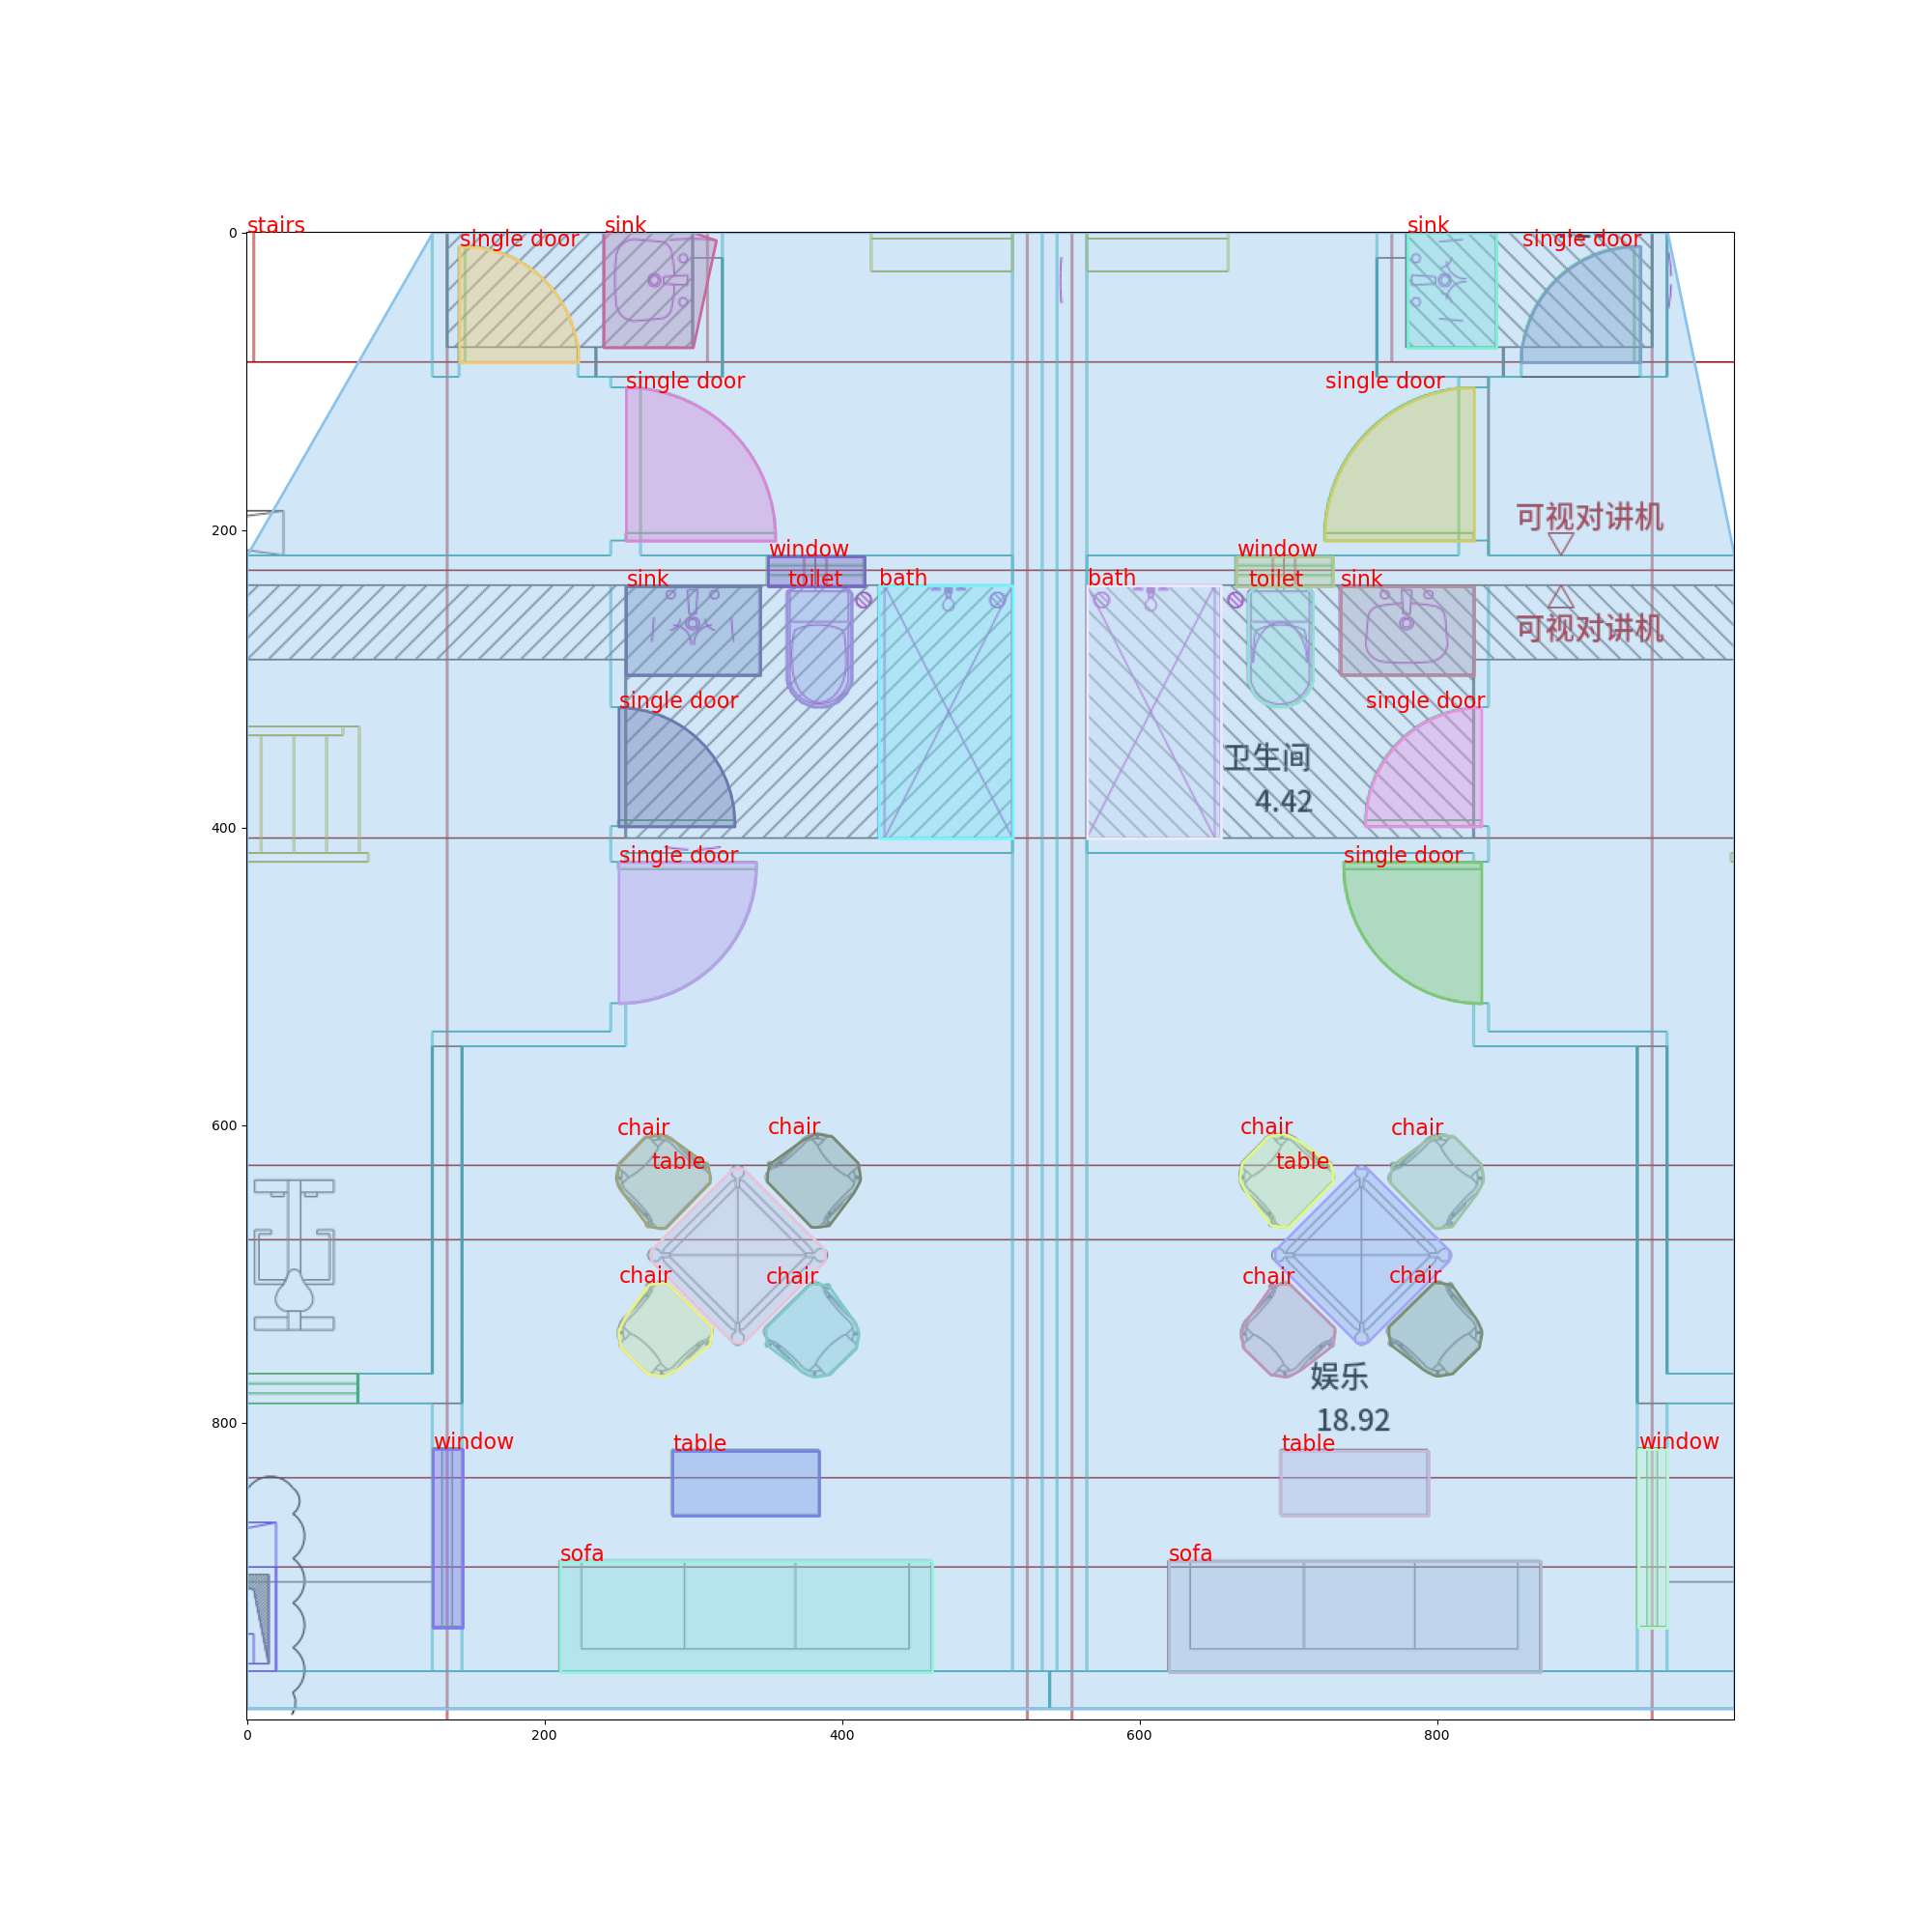 stairs
single door
sink
sink
single door
0
single door
single door
200
可视对讲机
window
window
sink
toilet
bath
bath
toilet
sink
可视对讲机
single door
single door
卫生间
4.42
400
single door
single door
600
chair
chair
chair
chair
table
table
chair
chair
chair
chair
娱乐
18.92
800
window
table
table
window
sofa
sofa
0
200
400
600
800